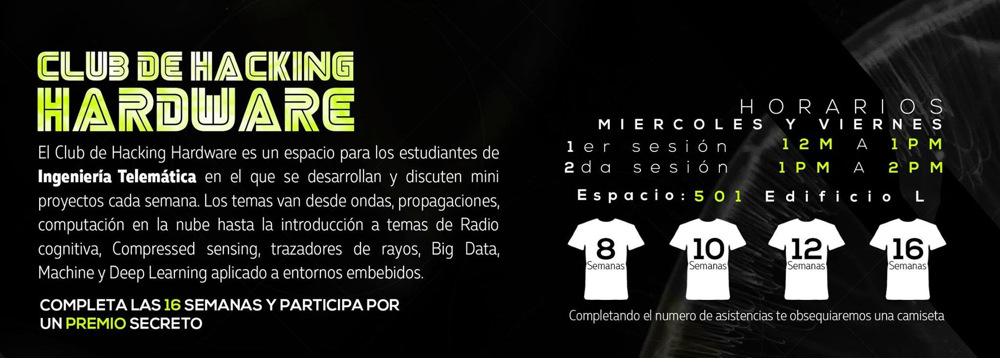 CLUB DE HACKING
HARDWARE
El Club de Hacking Hardware es un espacio para los estudiantes de
Ingeniería Telemática en el que se desarrollan y discuten mini
proyectos cada semana. Los temas van desde ondas, propagaciones,
computación en la nube hasta la introducción a temas de Radio
cognitiva, Compressed sensing, trazadores de rayos, Big Data,
Machine y Deep Learning aplicado a entornos embebidos.
COMPLETA LAS 16 SEMANAS Y PARTICIPA POR
UN PREMIO SECRETO
HORARIOS
MIERCOLES Y VIERNES
1er sesión 12M A 1PM
2da sesión 1PM A 2PM
Espacio: 501 Edificio L
8 10 12 16
Semanas Semanas Semanas Semanas
Completando el numero de asistencias te obsequiaremos una camiseta